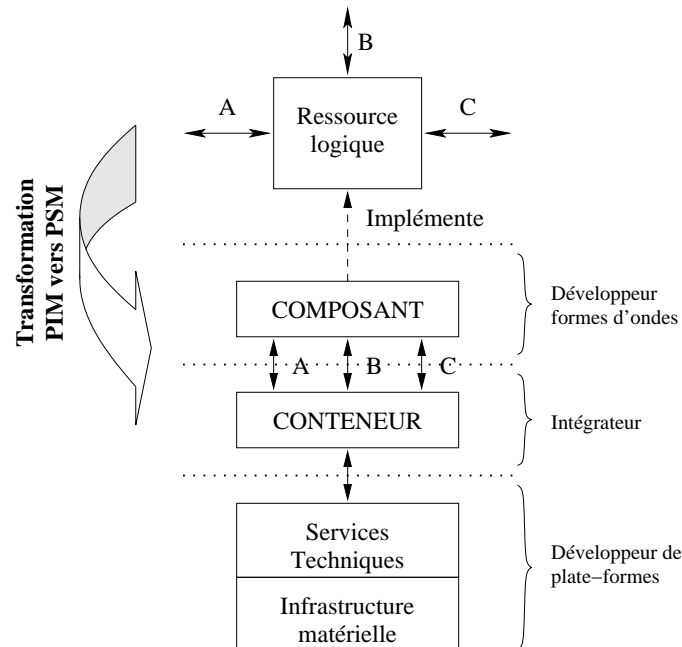 B
A
C
Ressource
logique
Transformation
PIM vers PSM
Implémente
COMPOSANT
Développeur
formes d'ondes
A
B
C
CONTENEUR
Intégrateur
Services
Techniques
Développeur de
plate−formes
Infrastructure
matérielle